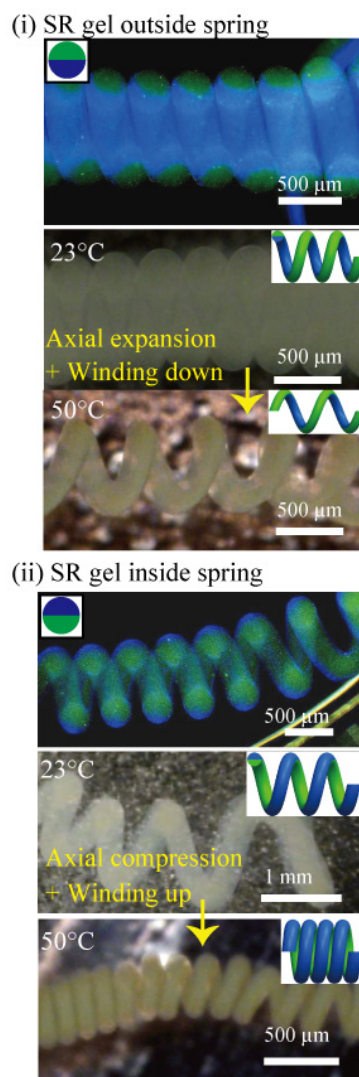 (i) SR gel outside spring
500 µm
23°C
Axial expansion
+ Winding down
500 µm
50°C
500 µm
(ii) SR gel inside spring
500 µm
23°C
Axial compression
+ Winding up
1 mm
50°C
500 µm